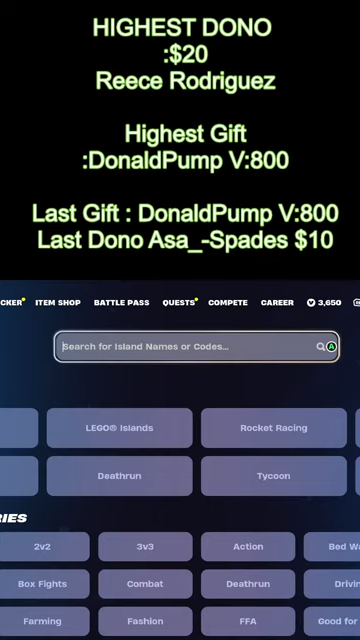 HIGHEST DONO
:$20
Reece Rodriguez
Highest Gift
:DonaldPump V:800
Last Gift : DonaldPump V:800
Last Dono Asa_-Spades $10
CKER ITEM SHOP BATTLE PASS QUESTS COMPETE CAREER 3,650
Search for Island Names or Codes... A
LEGO® Islands Rocket Racing
Deathrun Tycoon
RIES
2v2 3v3 Action Bed W
Box Fights Combat Deathrun Drivin
Farming Fashion FFA Good for